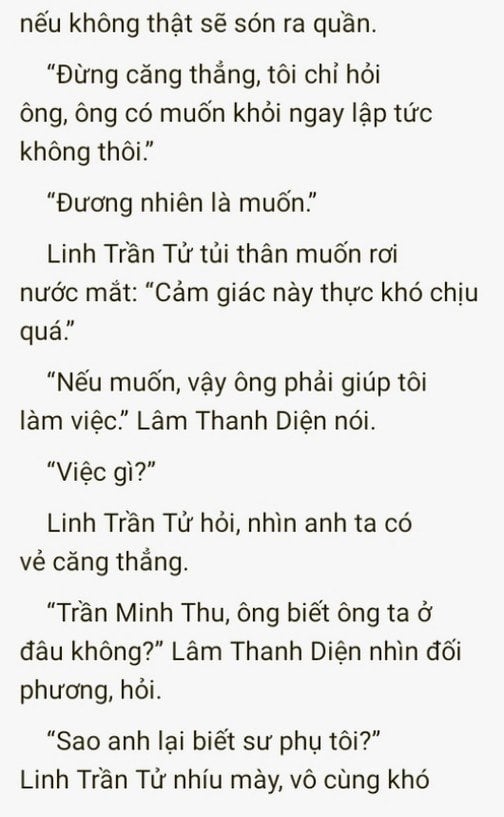 nếu không thật sẽ són ra quần.
“Đừng căng thẳng, tôi chỉ hỏi
ông, ông có muốn khỏi ngay lập tức
không thôi.”
“Đương nhiên là muốn.”
Linh Trần Tử tủi thân muốn rơi
nước mắt: “Cảm giác này thực khó chịu
quá.”
“Nếu muốn, vậy ông phải giúp tôi
làm việc.” Lâm Thanh Diện nói.
“Việc gì?”
Linh Trần Tử hỏi, nhìn anh ta có
vẻ căng thẳng.
“Trần Minh Thu, ông biết ông ta ở
đâu không?” Lâm Thanh Diện nhìn đối
phương, hỏi.
“Sao anh lại biết sư phụ tôi?”
Linh Trần Tử nhíu mày, vô cùng khó